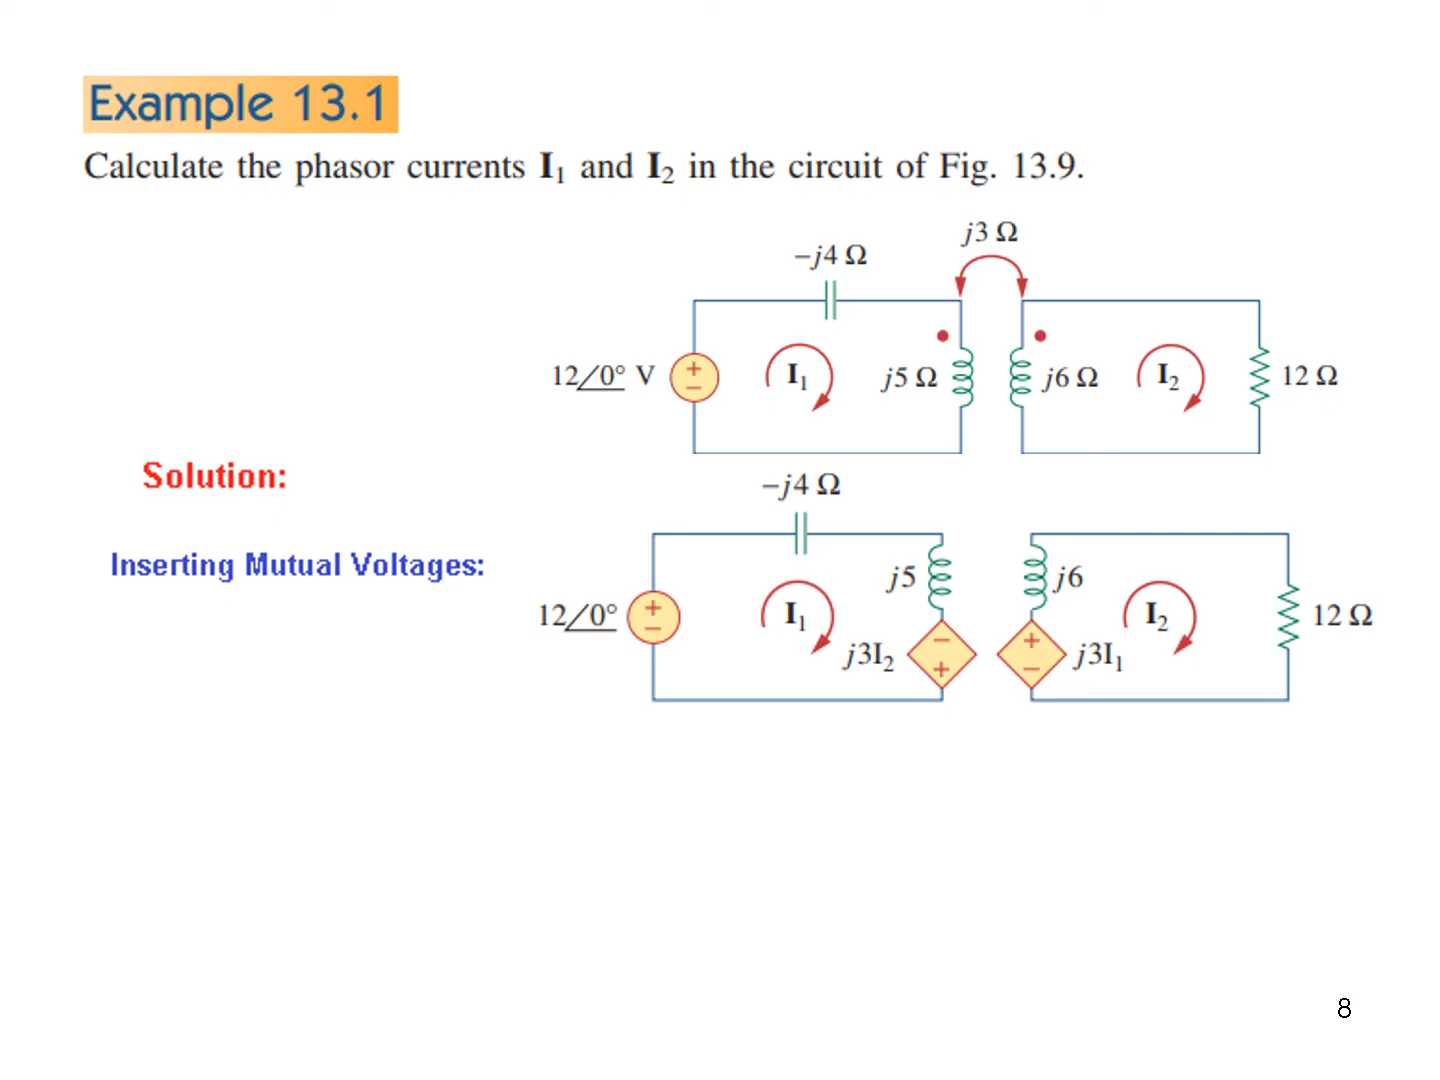 Example 13.1
Calculate the phasor currents I₁ and I₂ in the circuit of Fig. 13.9.
j3 Ω
−j4 Ω
12∠0° V
+
−
I₁
j5 Ω
j6 Ω
I₂
12 Ω
Solution:
−j4 Ω
Inserting Mutual Voltages:
12∠0°
+
−
I₁
j5
j3I₂
−
+
j6
+
−
j3I₁
I₂
12 Ω
8